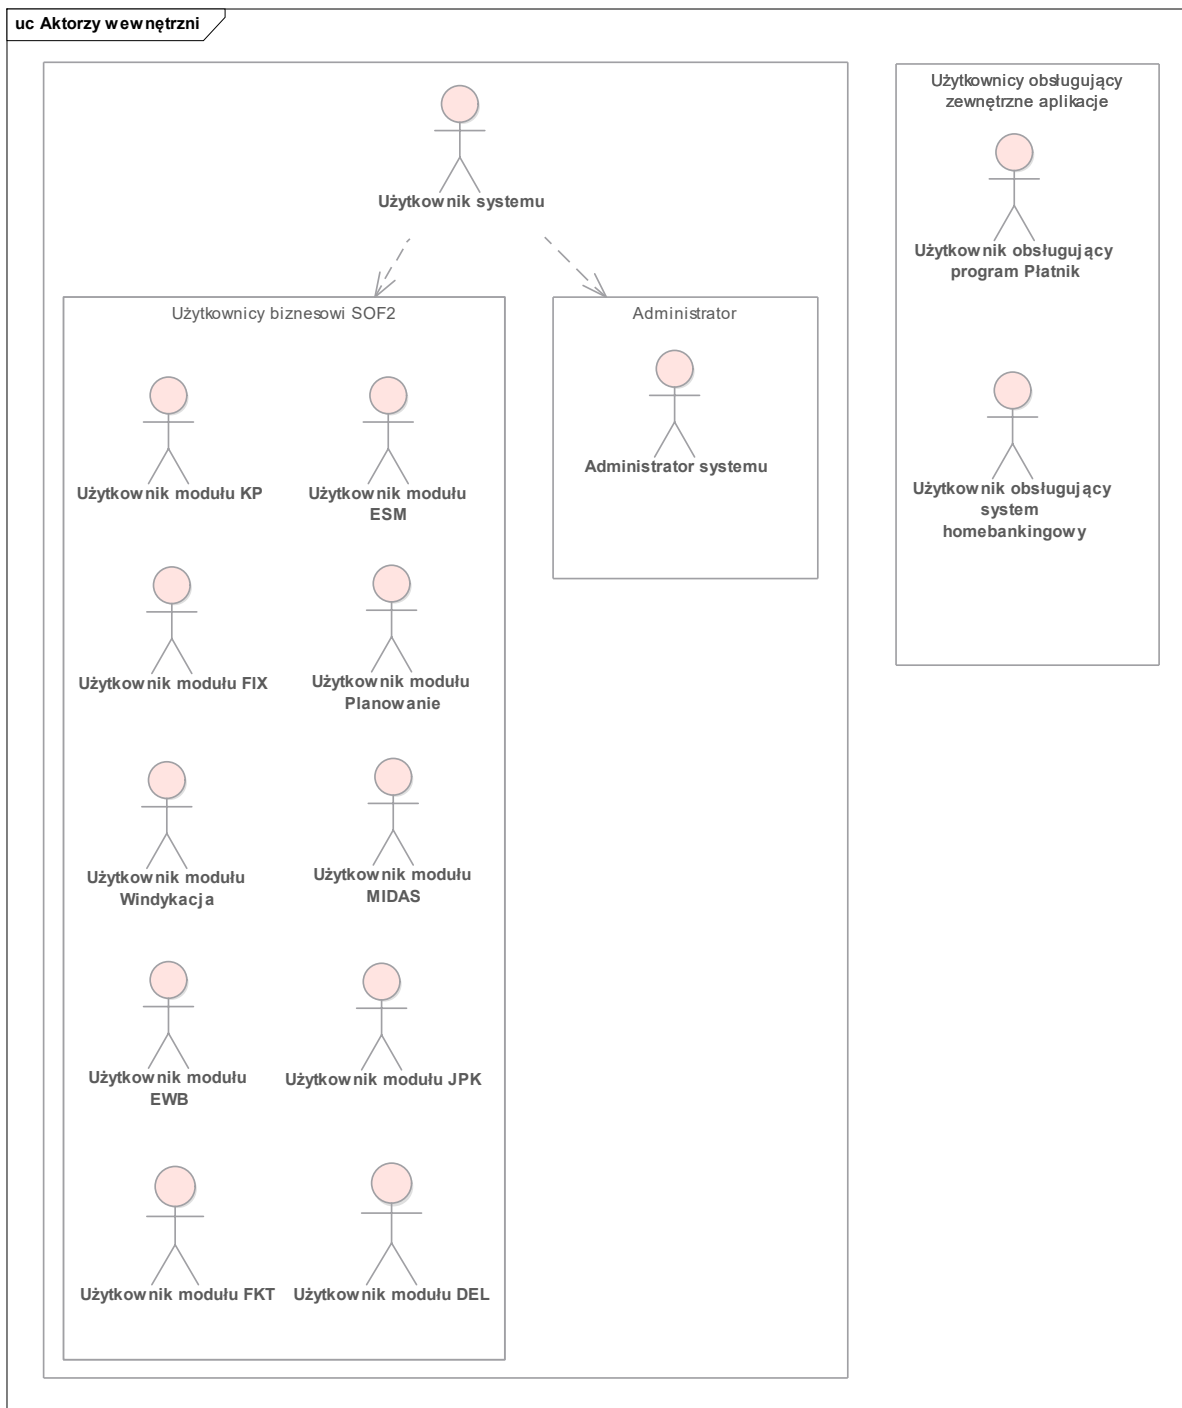 uc Aktorzy wewnętrzni
Użytkownik systemu
Użytkownicy biznesowi SOF2
Użytkownik modułu KP
Użytkownik modułu
ESM
Użytkownik modułu FIX
Użytkownik modułu
Planowanie
Użytkownik modułu
Windykacja
Użytkownik modułu
MIDAS
Użytkownik modułu
EWB
Użytkownik modułu JPK
Użytkownik modułu FKT
Użytkownik modułu DEL
Administrator
Administrator systemu
Użytkownicy obsługujący
zewnętrzne aplikacje
Użytkownik obsługujący
program Płatnik
Użytkownik obsługujący
system
homebankingowy